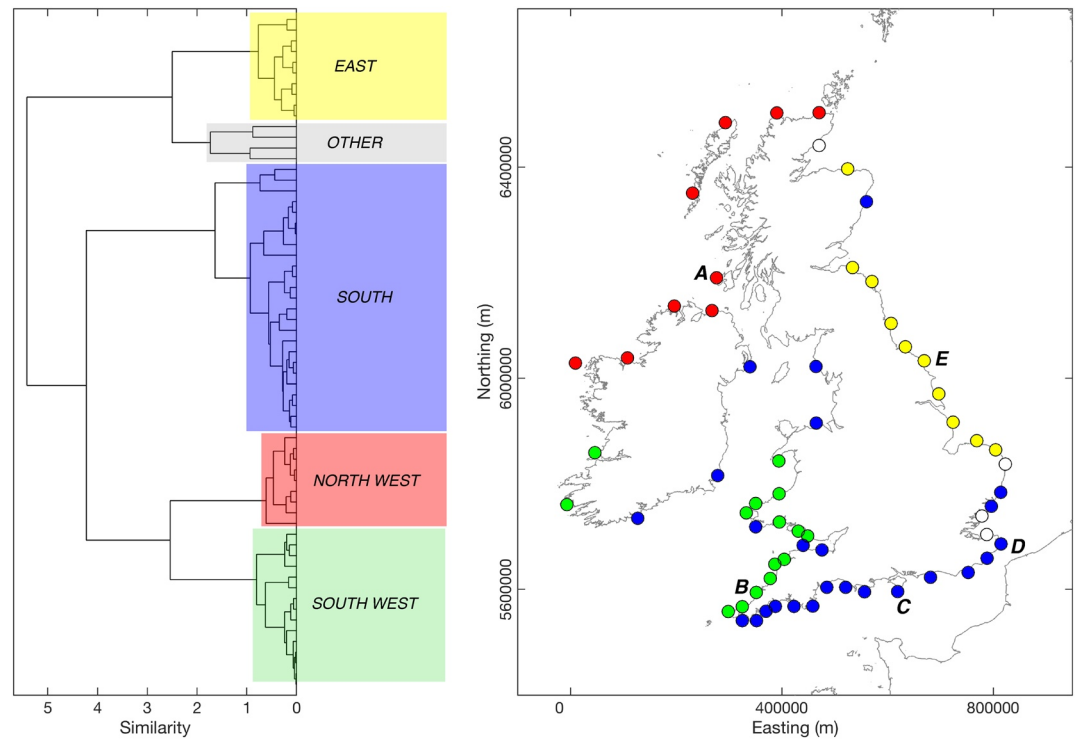 EAST
OTHER
SOUTH
NORTH WEST
SOUTH WEST
5 4 3 2 1 0
Similarity
6400000
6000000
5600000
Northing (m)
A
E
B
C
D
0 400000 800000
Easting (m)